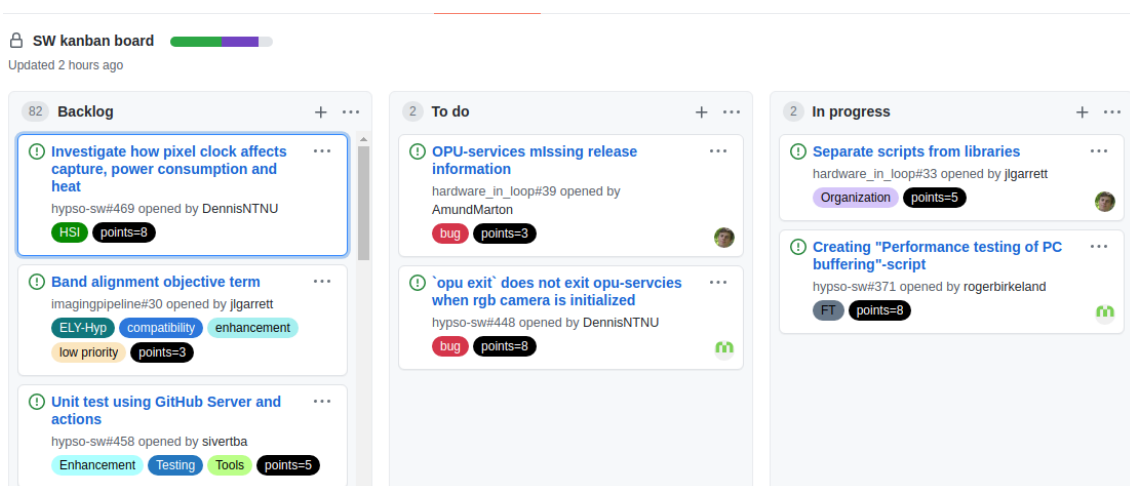 SW kanban board
Updated 2 hours ago
82 Backlog
Investigate how pixel clock affects
capture, power consumption and
heat
hypso-sw#469 opened by DennisNTNU
HSI points=8
Band alignment objective term
imagingpipeline#30 opened by jlgarrett
ELY-Hyp compatibility enhancement
low priority points=3
Unit test using GitHub Server and
actions
hypso-sw#458 opened by sivertba
Enhancement Testing Tools points=5
2 To do
OPU-services mIssing release
information
hardware_in_loop#39 opened by
AmundMarton
bug points=3
`opu exit` does not exit opu-servcies
when rgb camera is initialized
hypso-sw#448 opened by DennisNTNU
bug points=8
2 In progress
Separate scripts from libraries
hardware_in_loop#33 opened by jlgarrett
Organization points=5
Creating "Performance testing of PC
buffering"-script
hypso-sw#371 opened by rogerbirkeland
FT points=8